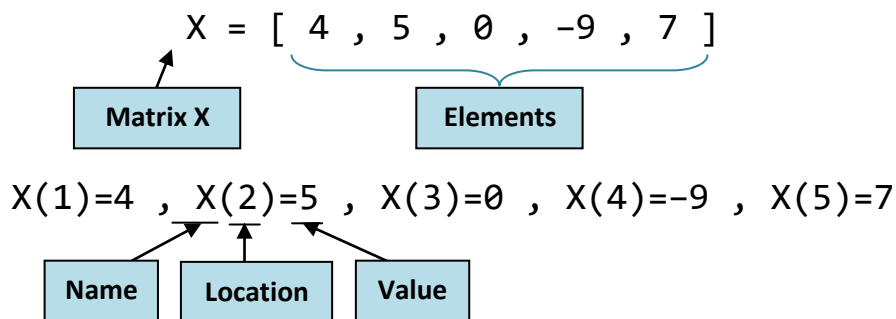 X = [ 4 , 5 , 0 , –9 , 7 ]
Matrix X
Elements
X(1)=4 , X(2)=5 , X(3)=0 , X(4)=–9 , X(5)=7
Name
Location
Value